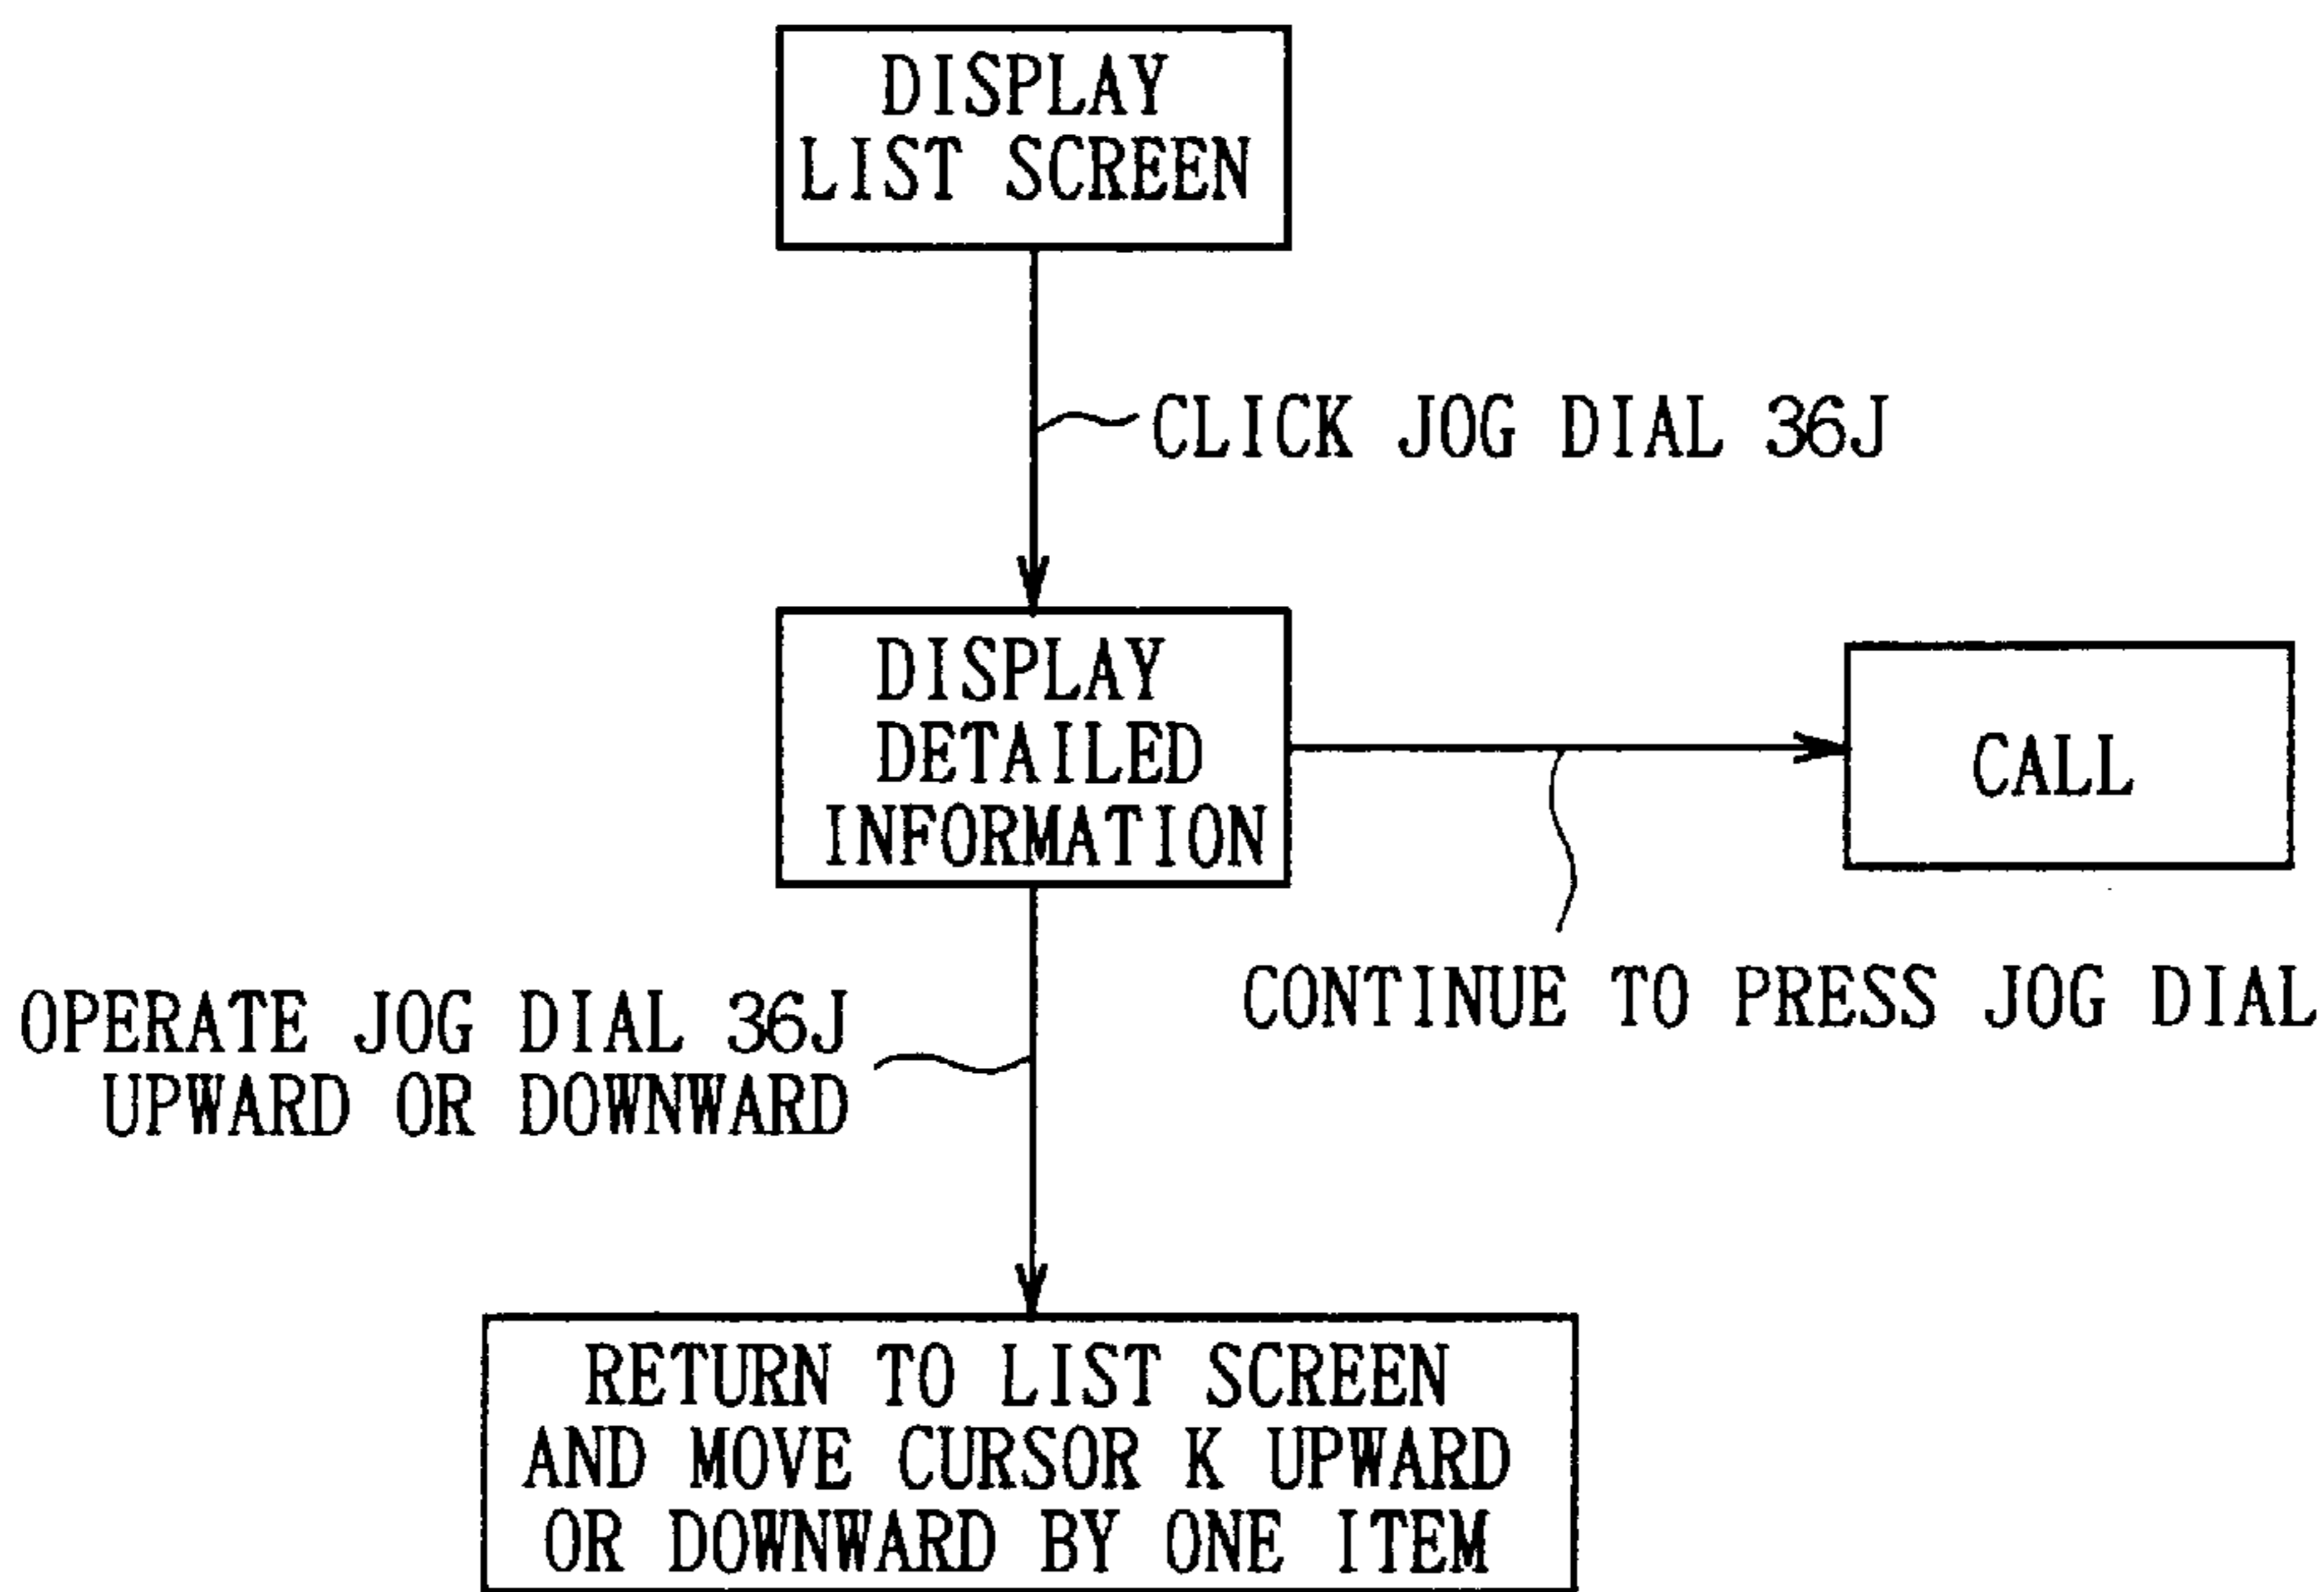 DISPLAY
LIST SCREEN
CLICK JOG DIAL 36J
DISPLAY
DETAILED
INFORMATION
CALL
CONTINUE TO PRESS JOG DIAL
OPERATE JOG DIAL 36J
UPWARD OR DOWNWARD
RETURN TO LIST SCREEN
AND MOVE CURSOR K UPWARD
OR DOWNWARD BY ONE ITEM